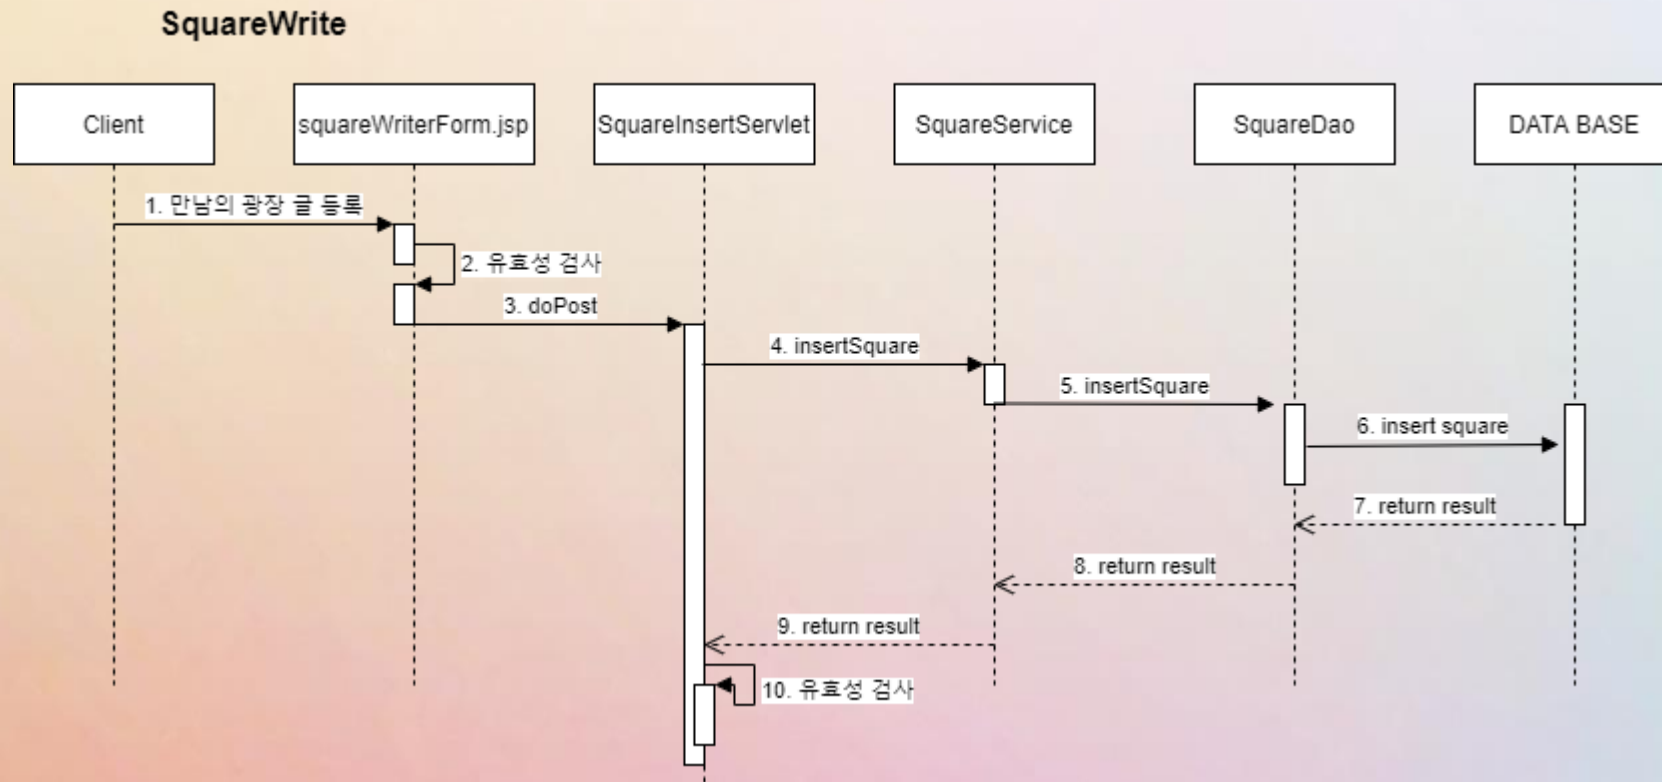 SquareWrite
Client
squareWriterForm.jsp
SquareInsertServlet
SquareService
SquareDao
DATA BASE
1. 만남의 광장 글 등록
2. 유효성 검사
3. doPost
4. insertSquare
5. insertSquare
6. insert square
7. return result
8. return result
9. return result
10. 유효성 검사